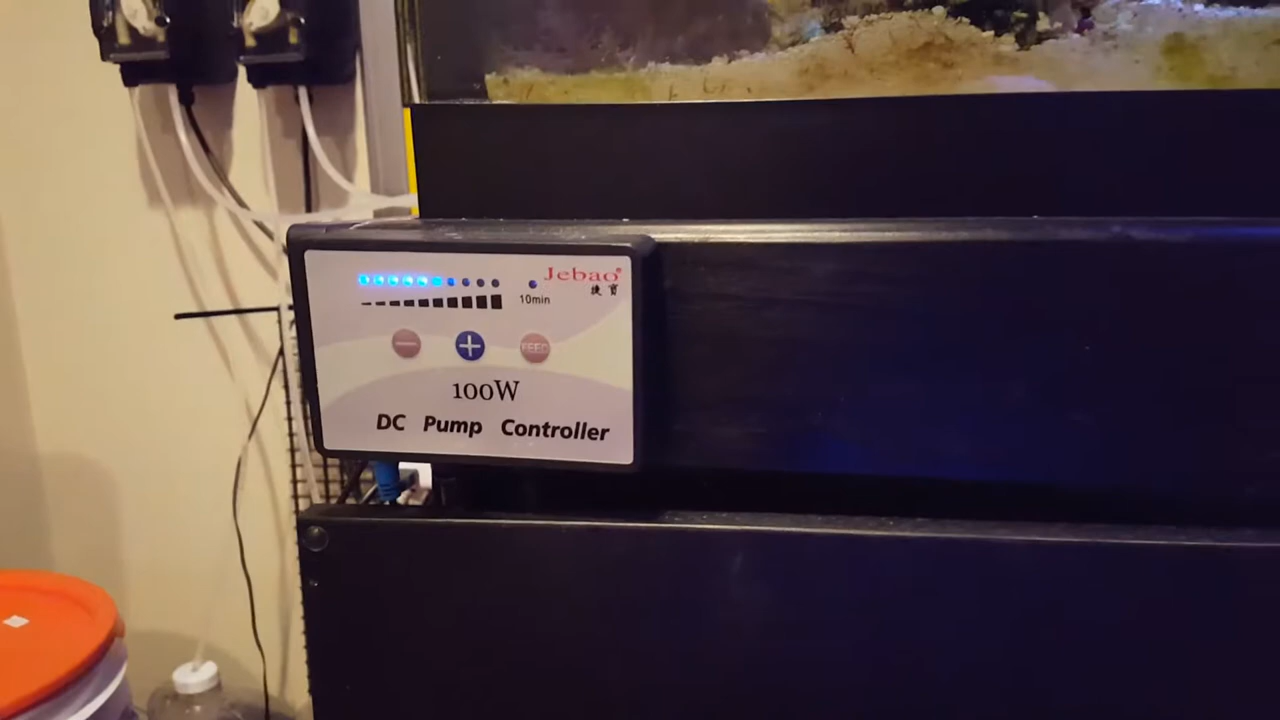 Jebao
捷寶
10min
FEED
100W
DC Pump Controller